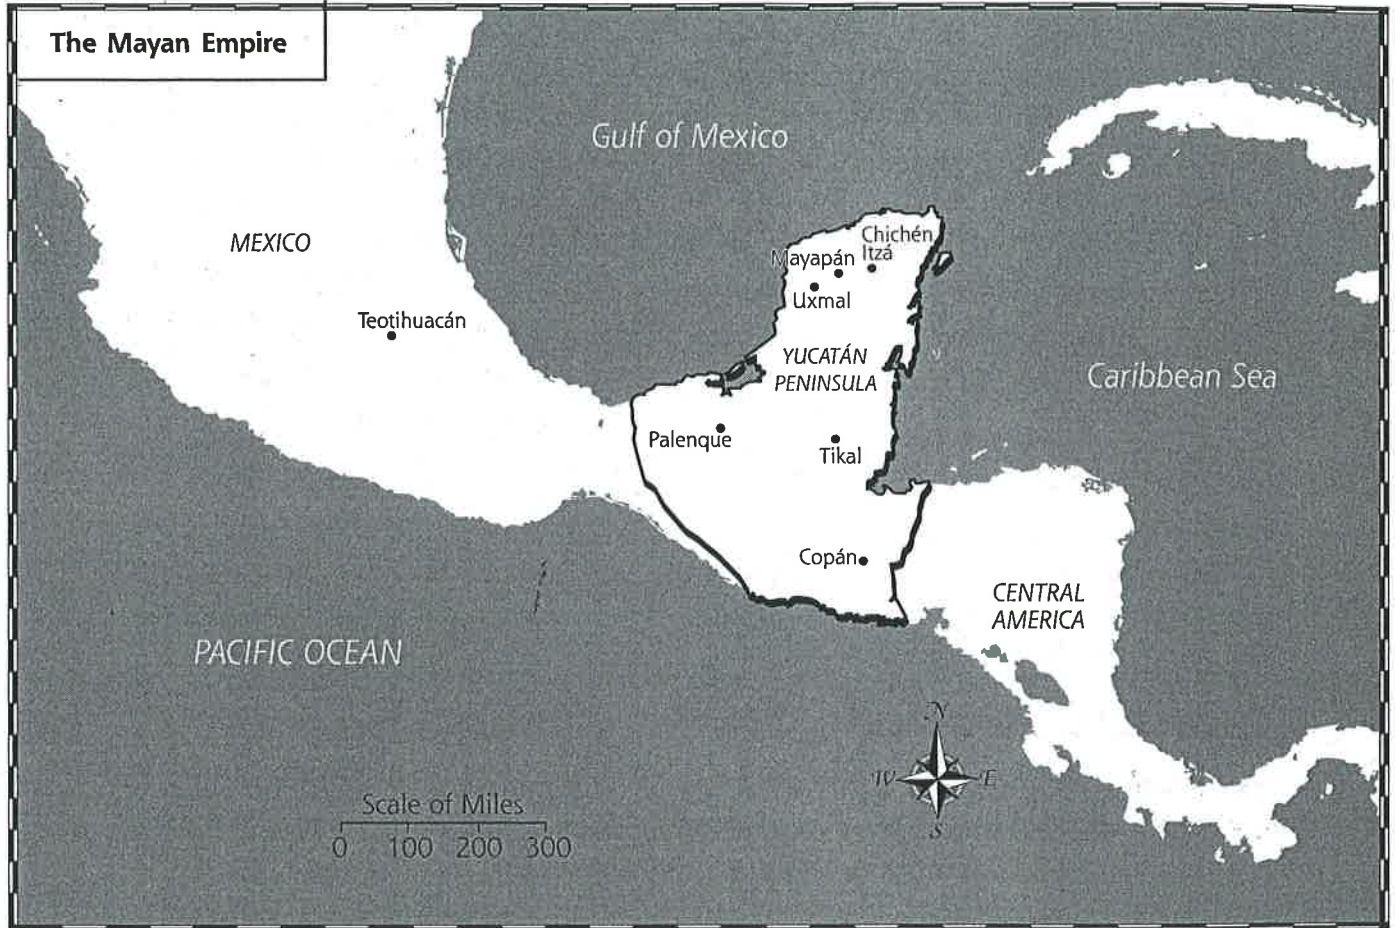 The Mayan Empire
Gulf of Mexico
MEXICO
Chichén
Itzá
Mayapán
Uxmal
Teotihuacán
YUCATÁN
PENINSULA
Caribbean Sea
Palenque
Tikal
Copán
CENTRAL
AMERICA
PACIFIC OCEAN
N
W E
S
Scale of Miles
0 100 200 300